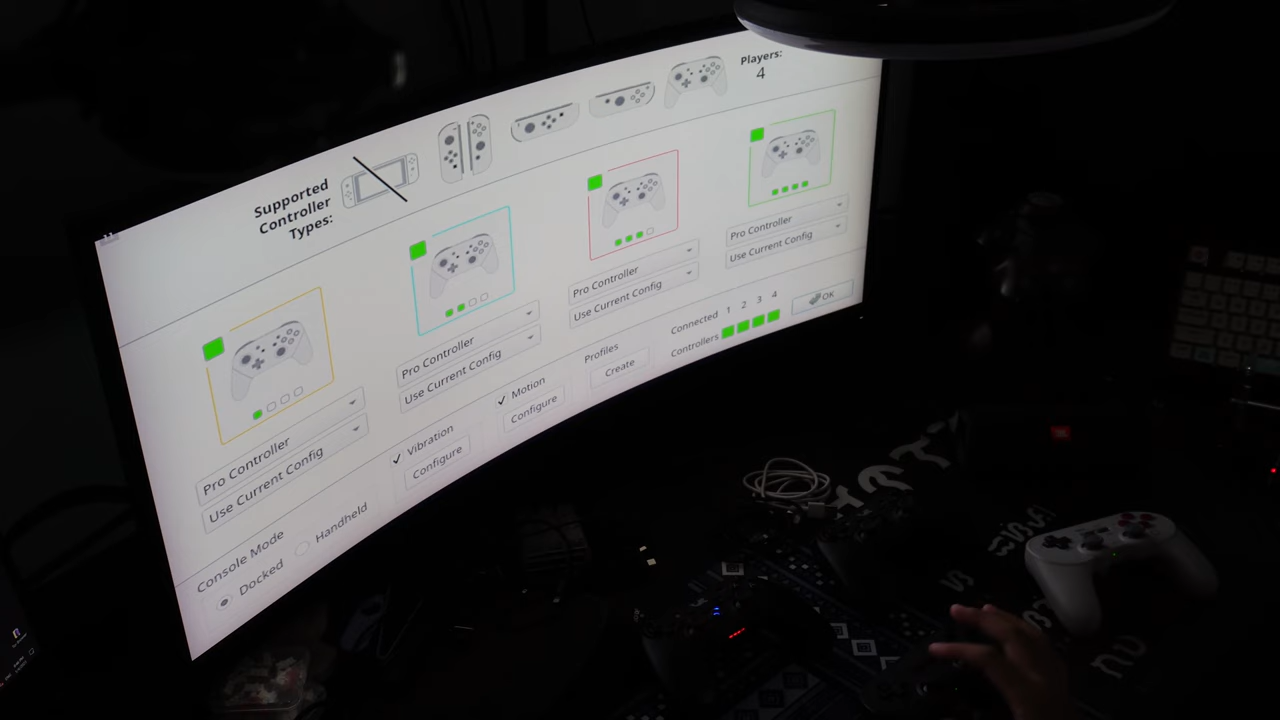 Players:
4
Supported
Controller
Types:
Pro Controller
Use Current Config
Pro Controller
Use Current Config
Pro Controller
Use Current Config
Pro Controller
Use Current Config
Console Mode
Docked
Handheld
Vibration
Configure
Motion
Configure
Profiles
Create
Connected 1 2 3 4
Controllers
OK